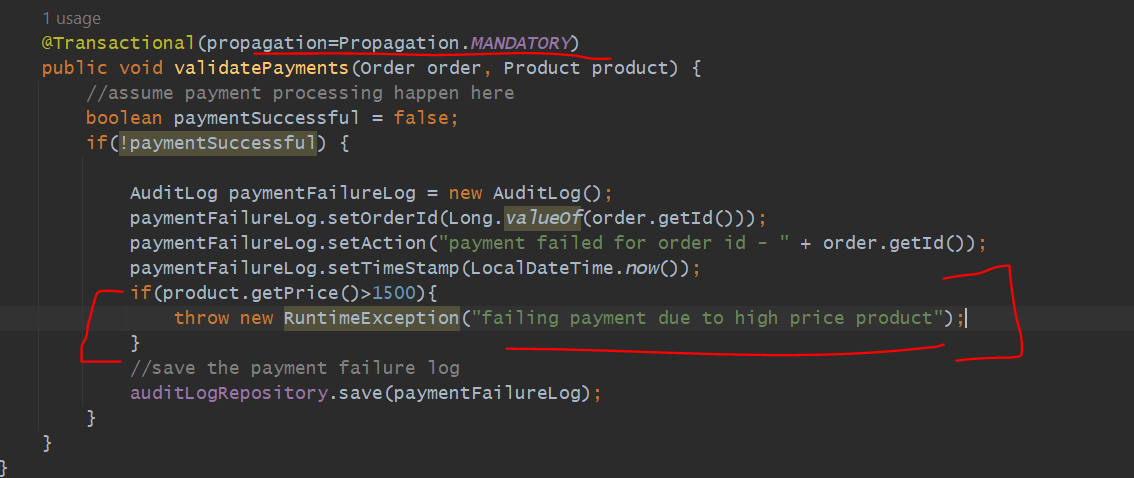 1 usage
@Transactional(propagation=Propagation.MANDATORY)
public void validatePayments(Order order, Product product) {
//assume payment processing happen here
boolean paymentSuccessful = false;
if(!paymentSuccessful) {
AuditLog paymentFailureLog = new AuditLog();
paymentFailureLog.setOrderId(Long.valueOf(order.getId()));
paymentFailureLog.setAction("payment failed for order id - " + order.getId());
paymentFailureLog.setTimeStamp(LocalDateTime.now());
if(product.getPrice()>1500){
throw new RuntimeException("failing payment due to high price product");
}
//save the payment failure log
auditLogRepository.save(paymentFailureLog);
}
}
}